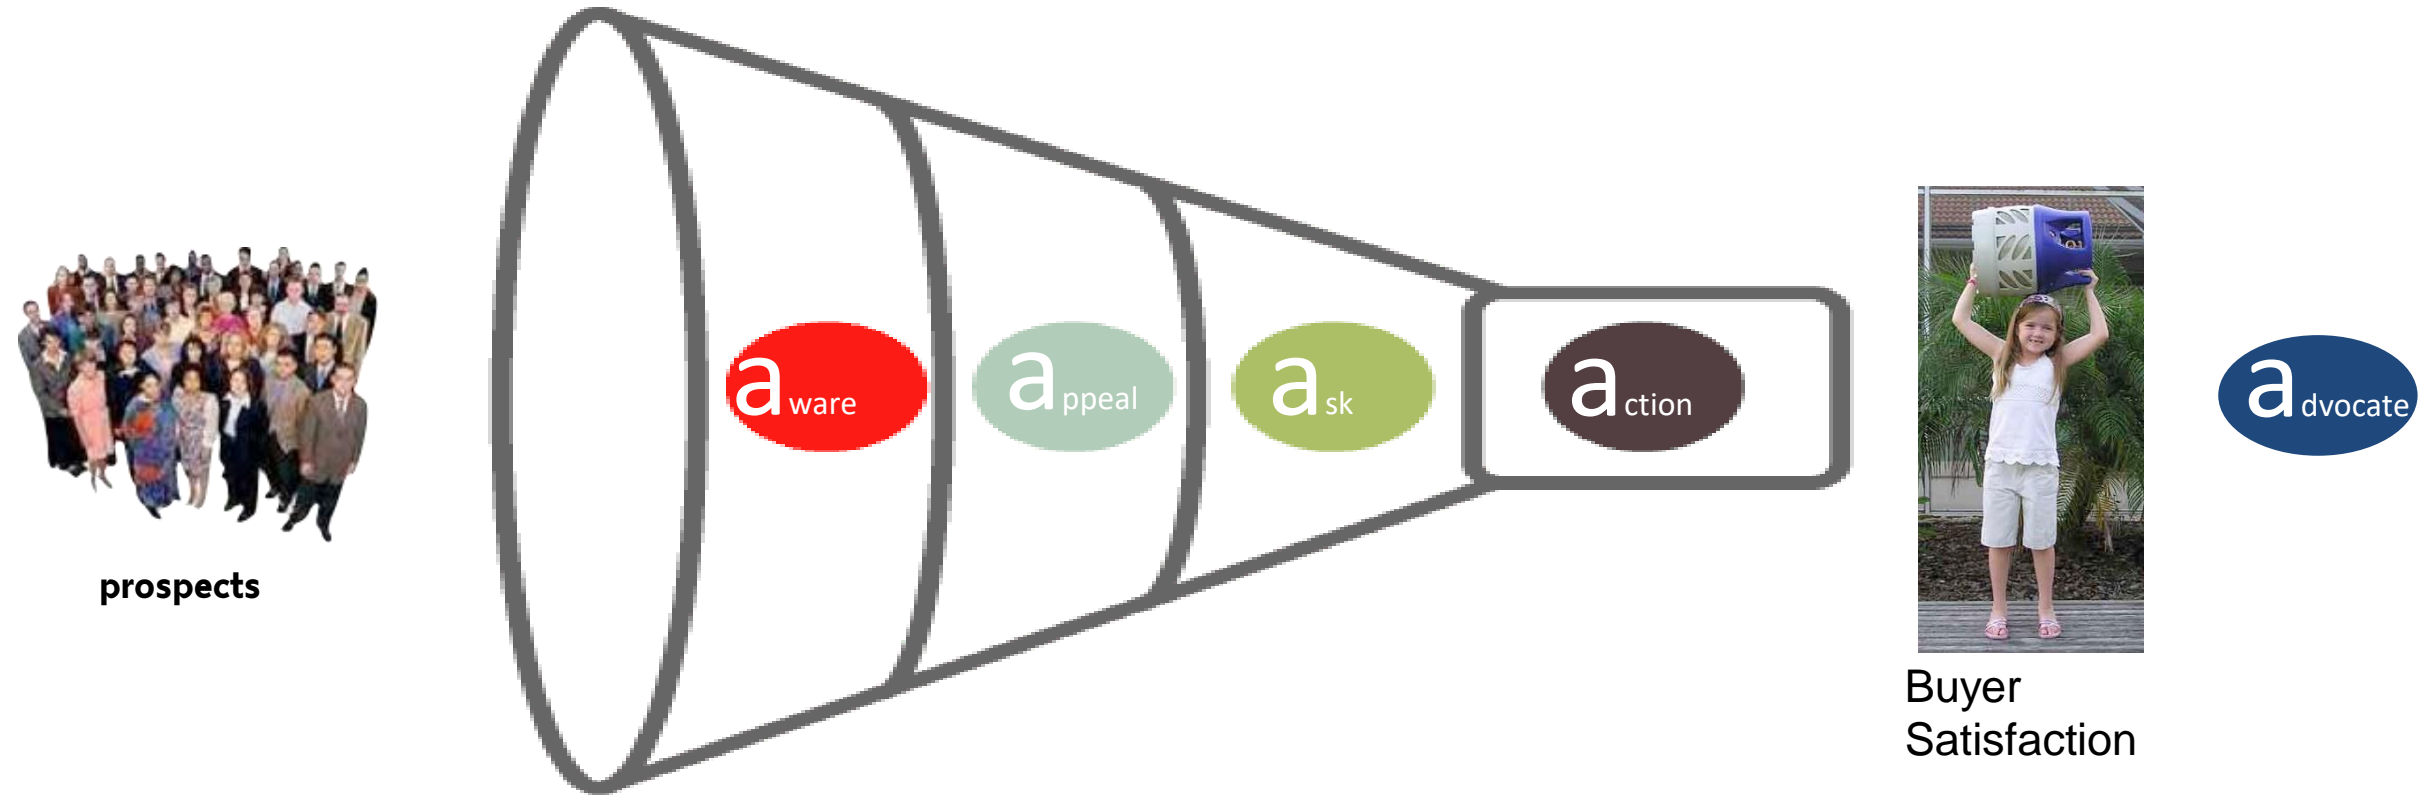 prospects
aware
appeal
ask
action
Buyer
Satisfaction
advocate